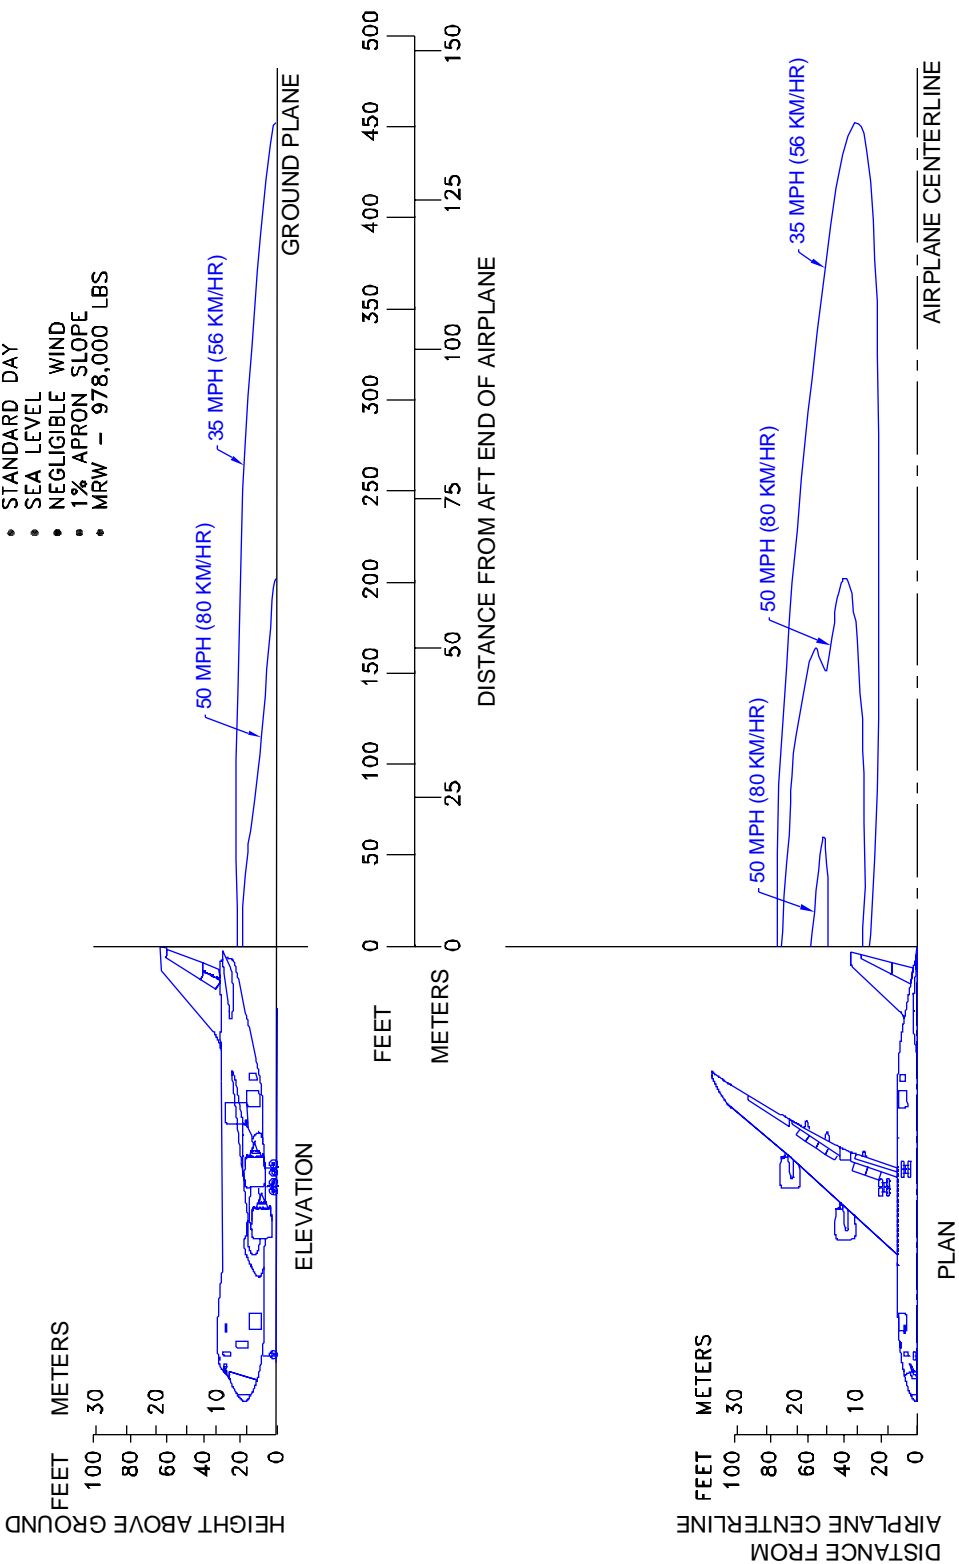 • STANDARD DAY
• SEA LEVEL
• NEGLIGIBLE WIND
• 1% APRON SLOPE
• MRW – 978,000 LBS
FEET
METERS
HEIGHT ABOVE GROUND
100
80
60
40
20
0
30
20
10
ELEVATION
50 MPH (80 KM/HR)
35 MPH (56 KM/HR)
GROUND PLANE
FEET
0
50
100
150
200
250
300
350
400
450
500
METERS
0
25
50
75
100
125
150
DISTANCE FROM AFT END OF AIRPLANE
FEET
METERS
DISTANCE FROM
AIRPLANE CENTERLINE
100
80
60
40
20
0
30
20
10
PLAN
50 MPH (80 KM/HR)
50 MPH (80 KM/HR)
35 MPH (56 KM/HR)
AIRPLANE CENTERLINE